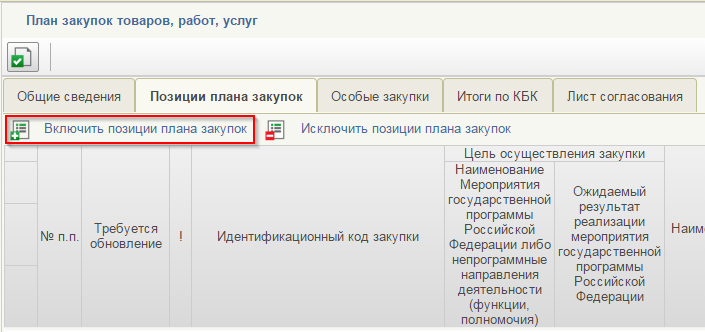 План закупок товаров, работ, услуг
Общие сведения
Позиции плана закупок
Особые закупки
Итоги по КБК
Лист согласования
Включить позиции плана закупок
Исключить позиции плана закупок
№ п.п.
Требуется
обновление
!
Идентификационный код закупки
Цель осуществления закупки
Наименование
Мероприятия
государственной
программы
Российской
Федерации либо
непрограммные
направления
деятельности
(функции,
полномочия)
Ожидаемый
результат
реализации
мероприятия
государственной
программы
Российской
Федерации